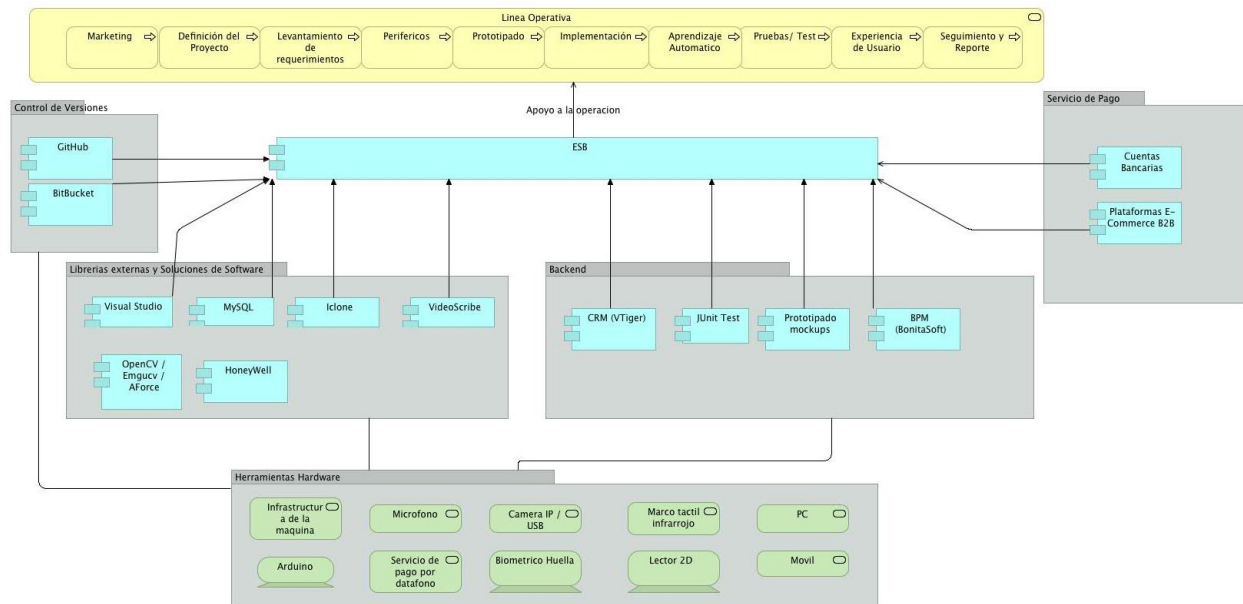 Linea Operativa
Marketing
Definición del
Proyecto
Levantamiento
de
requerimientos
Perifericos
Prototipado
Implementación
Aprendizaje
Automatico
Pruebas/ Test
Experiencia
de Usuario
Seguimiento y
Reporte
Apoyo a la operacion
Control de Versiones
GitHub
BitBucket
ESB
Servicio de Pago
Cuentas
Bancarias
Plataformas E-
Commerce B2B
Librerias externas y Soluciones de Software
Visual Studio
MySQL
Iclone
VideoScribe
OpenCV /
Emgucv /
AForce
HoneyWell
Backend
CRM (VTiger)
JUnit Test
Prototipado
mockups
BPM
(BonitaSoft)
Herramientas Hardware
Infraestructur
a de la
maquina
Microfono
Camera IP /
USB
Marco tactil
infrarrojo
PC
Arduino
Servicio de
pago por
datafono
Biometrico Huella
Lector 2D
Movil